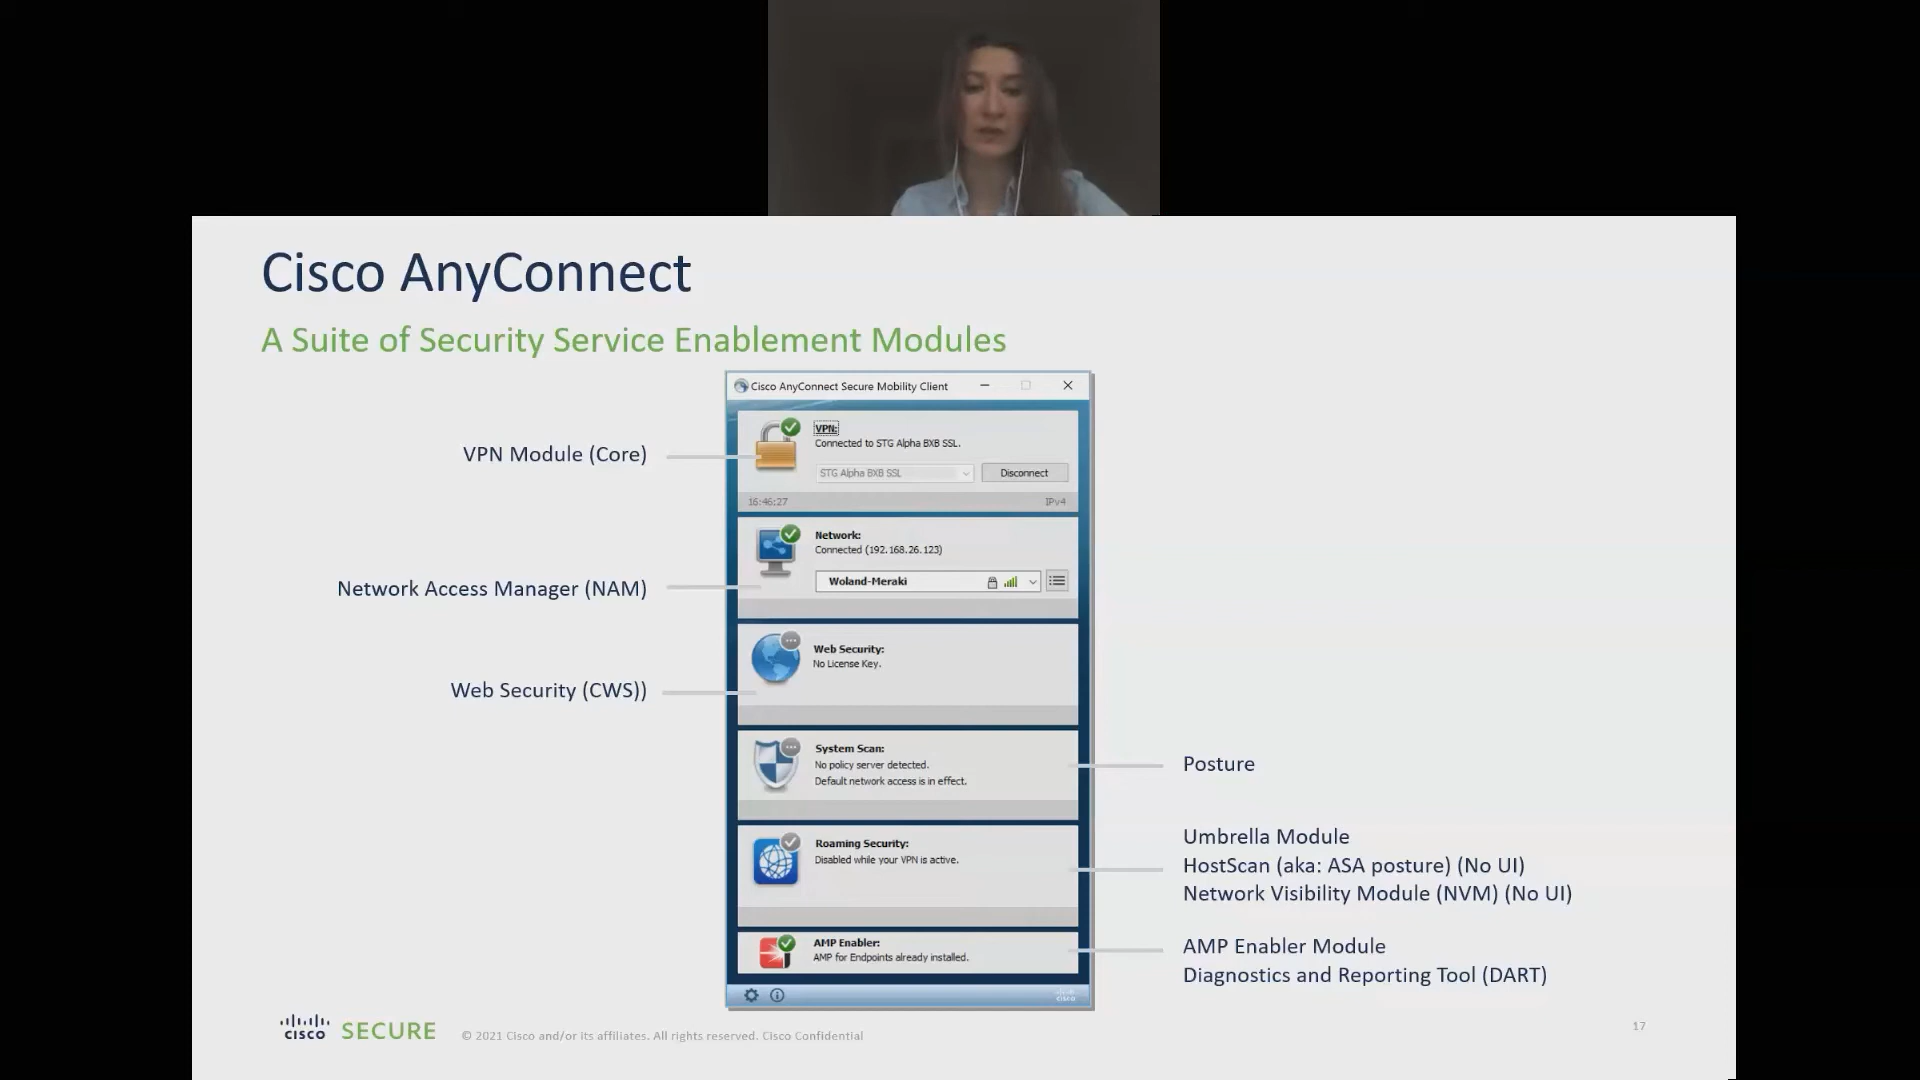 Cisco AnyConnect
A Suite of Security Service Enablement Modules
Cisco AnyConnect Secure Mobility Client
VPN Module (Core)
VPN:
Connected to STG Alpha BXB SSL.
STG Alpha BXB SSL
Disconnect
16:46:27
IPv4
Network Access Manager (NAM)
Network:
Connected (192.168.26.123)
Woland-Meraki
Web Security (CWS))
Web Security:
No License Key.
System Scan:
No policy server detected.
Default network access is in effect.
Posture
Roaming Security:
Disabled while your VPN is active.
Umbrella Module
HostScan (aka: ASA posture) (No UI)
Network Visibility Module (NVM) (No UI)
AMP Enabler:
AMP for Endpoints already installed.
AMP Enabler Module
Diagnostics and Reporting Tool (DART)
cisco
cisco SECURE
© 2021 Cisco and/or its affiliates. All rights reserved. Cisco Confidential
17